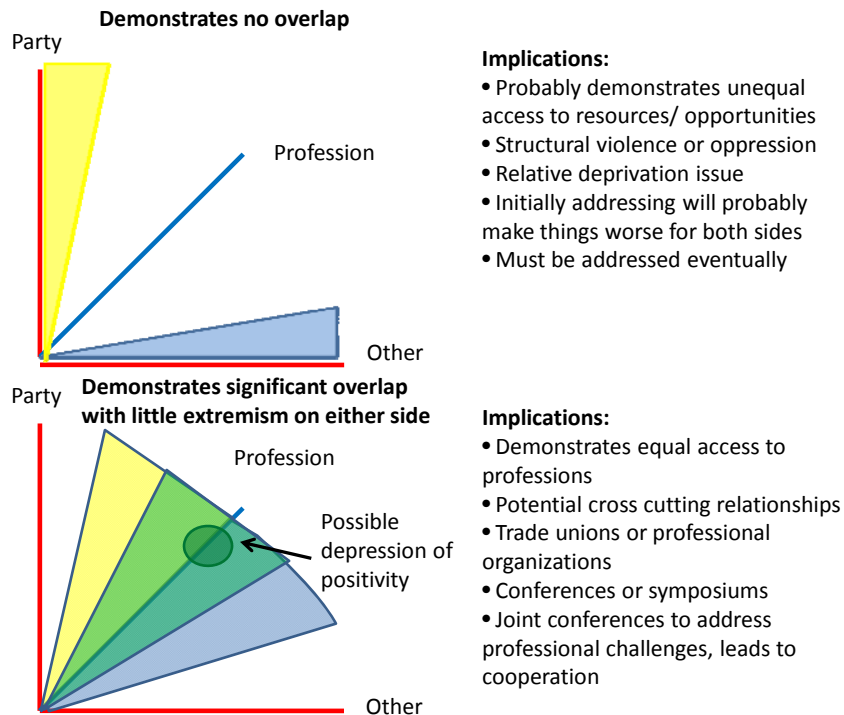 Demonstrates no overlap
Party
Profession
Other
Implications:
• Probably demonstrates unequal
access to resources/ opportunities
• Structural violence or oppression
• Relative deprivation issue
• Initially addressing will probably
make things worse for both sides
• Must be addressed eventually
Party
Demonstrates significant overlap
with little extremism on either side
Profession
Possible
depression of
positivity
Other
Implications:
• Demonstrates equal access to
professions
• Potential cross cutting relationships
• Trade unions or professional
organizations
• Conferences or symposiums
• Joint conferences to address
professional challenges, leads to
cooperation